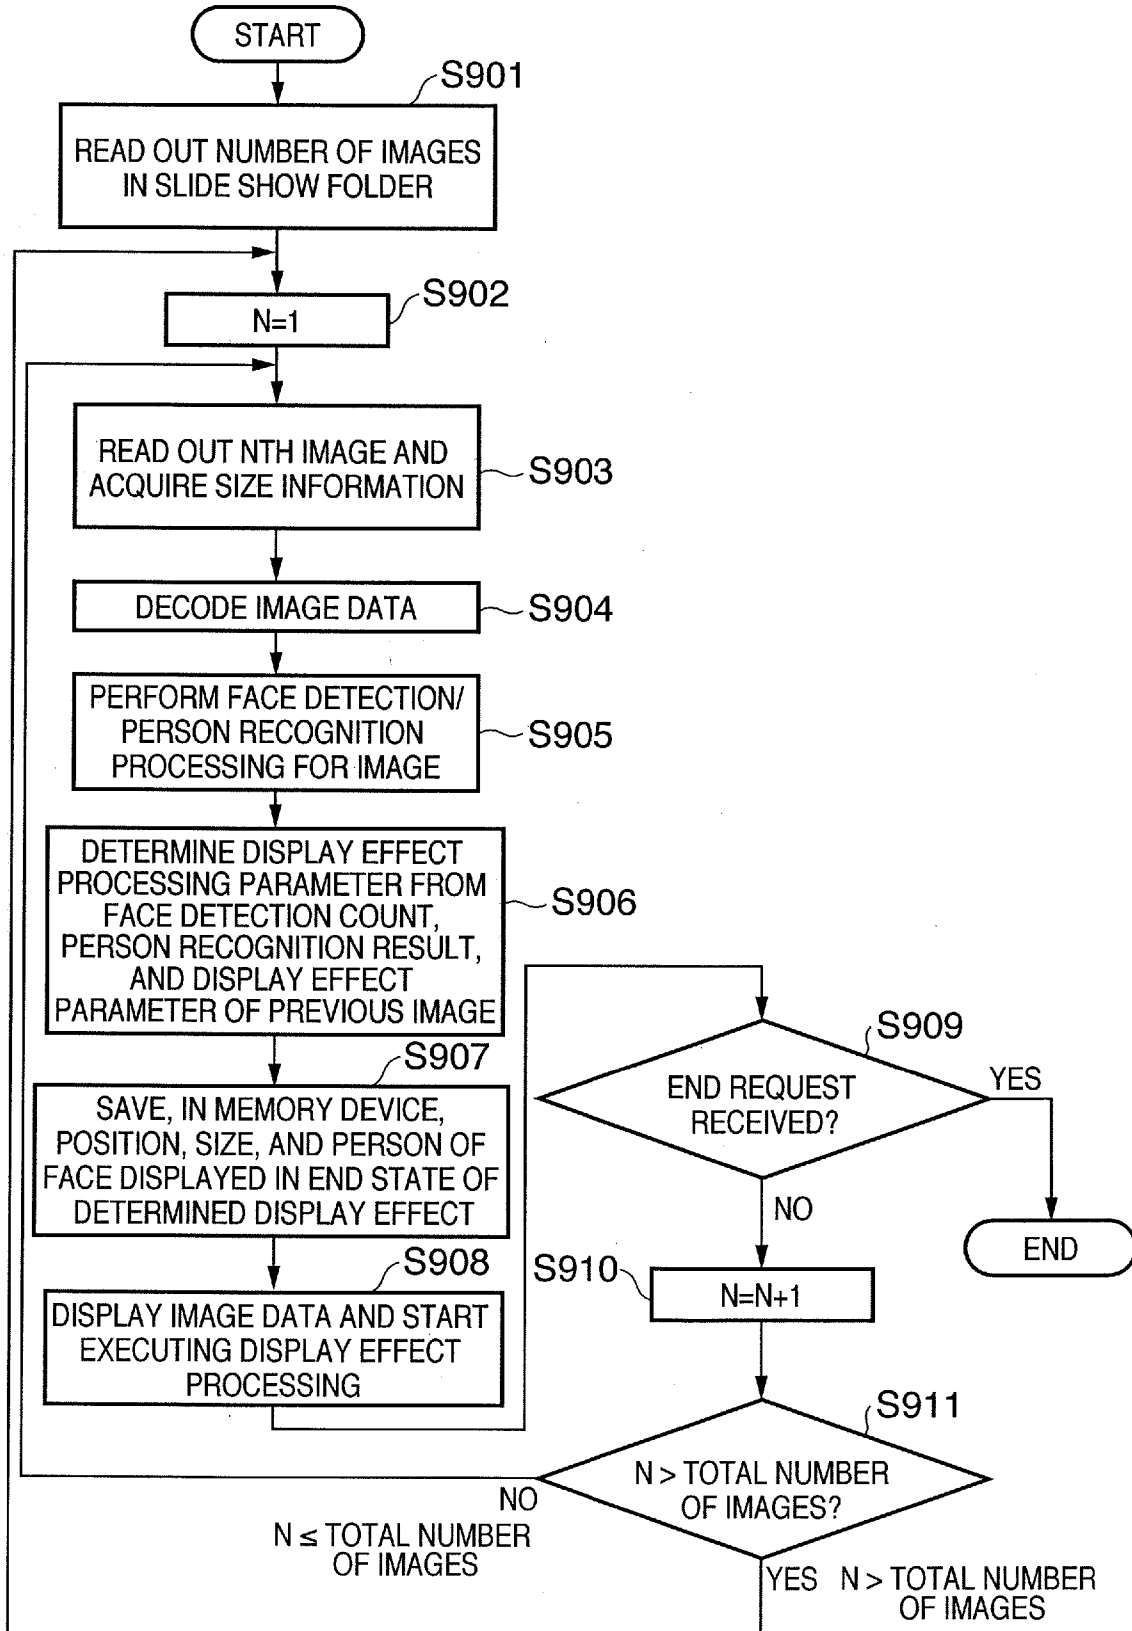 START
S901
READ OUT NUMBER OF IMAGES
IN SLIDE SHOW FOLDER
S902
N=1
READ OUT NTH IMAGE AND
ACQUIRE SIZE INFORMATION
S903
DECODE IMAGE DATA
S904
PERFORM FACE DETECTION/
PERSON RECOGNITION
PROCESSING FOR IMAGE
S905
DETERMINE DISPLAY EFFECT
PROCESSING PARAMETER FROM
FACE DETECTION COUNT,
PERSON RECOGNITION RESULT,
AND DISPLAY EFFECT
PARAMETER OF PREVIOUS IMAGE
S906
S907
SAVE, IN MEMORY DEVICE,
POSITION, SIZE, AND PERSON OF
FACE DISPLAYED IN END STATE OF
DETERMINED DISPLAY EFFECT
S908
DISPLAY IMAGE DATA AND START
EXECUTING DISPLAY EFFECT
PROCESSING
S909
END REQUEST
RECEIVED?
YES
END
NO
S910
N=N+1
S911
N > TOTAL NUMBER
OF IMAGES?
NO
N ≤ TOTAL NUMBER
OF IMAGES
YES N > TOTAL NUMBER
OF IMAGES